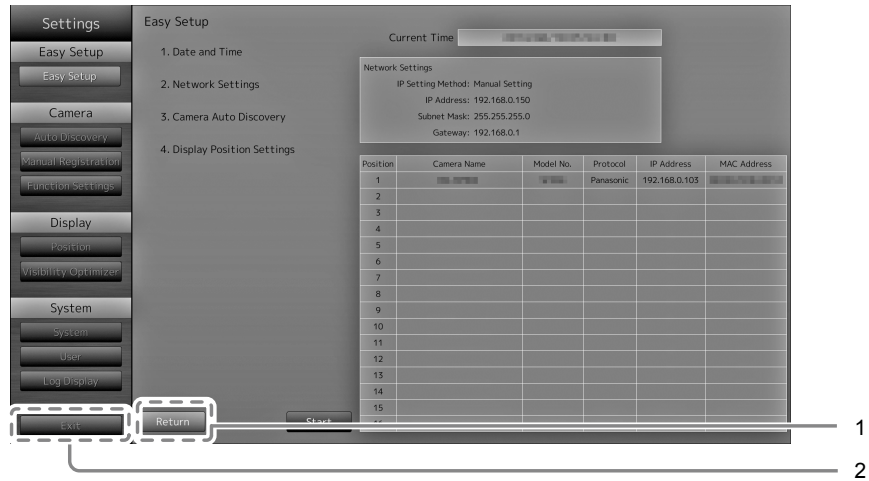 Settings
Easy Setup
Easy Setup
Camera
Auto Discovery
Manual Registration
Function Settings
Display
Position
Visibility Optimizer
System
System
User
Log Display
Exit
Easy Setup
1. Date and Time
2. Network Settings
3. Camera Auto Discovery
4. Display Position Settings
Return
Start
Current Time
Network Settings
IP Setting Method: Manual Setting
IP Address: 192.168.0.150
Subnet Mask: 255.255.255.0
Gateway: 192.168.0.1
Position Camera Name Model No. Protocol IP Address MAC Address
1 Panasonic 192.168.0.103
2
3
4
5
6
7
8
9
10
11
12
13
14
15
1
2